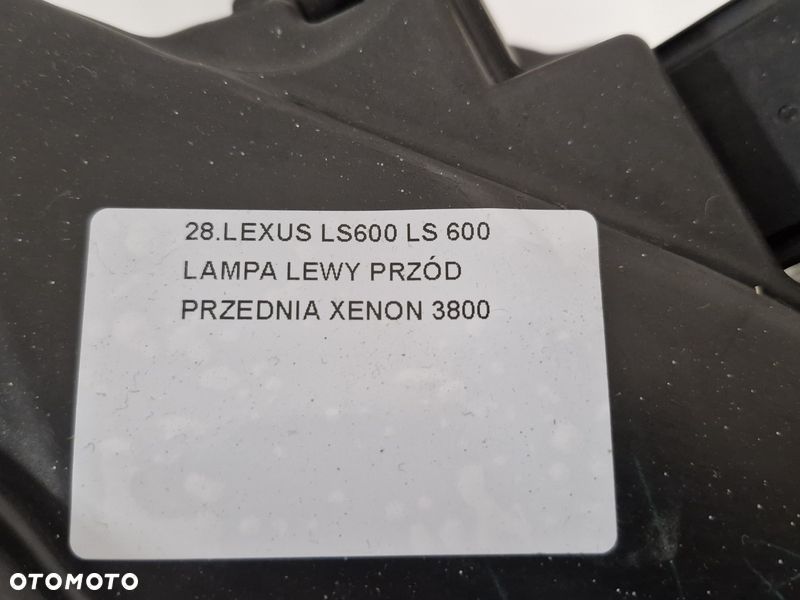 28.LEXUS LS600 LS 600
LAMPA LEWY PRZÓD
PRZEDNIA XENON 3800
OTOMOTO